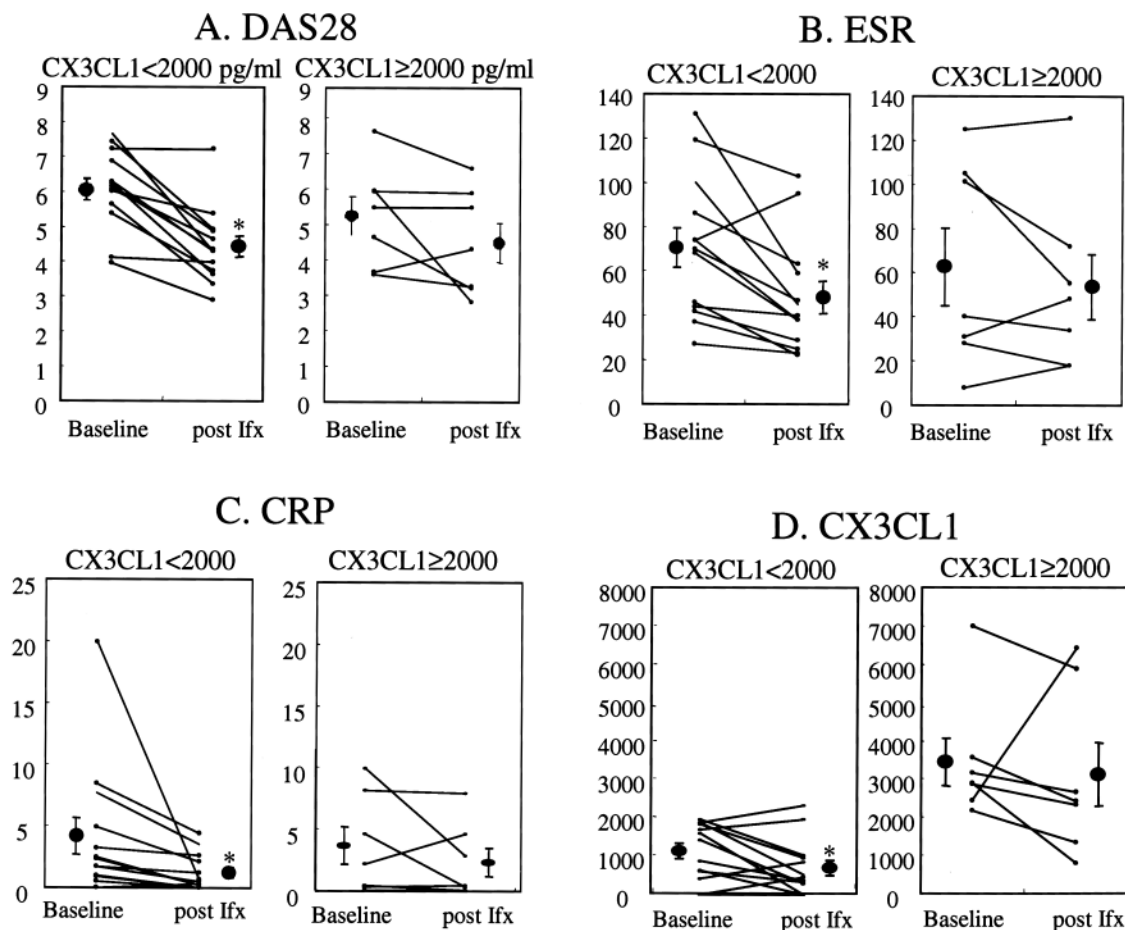 A. DAS28
CX3CL1<2000 pg/ml
CX3CL1≥2000 pg/ml
9
8
7
6
5
4
3
2
1
0
*
Baseline
post Ifx
9
8
7
6
5
4
3
2
1
0
Baseline
post Ifx
B. ESR
CX3CL1<2000
CX3CL1≥2000
140
120
100
80
60
40
20
0
*
Baseline
post Ifx
140
120
100
80
60
40
20
0
Baseline
post Ifx
C. CRP
CX3CL1<2000
CX3CL1≥2000
25
20
15
10
5
0
*
Baseline
post Ifx
25
20
15
10
5
0
Baseline
post Ifx
D. CX3CL1
CX3CL1<2000
CX3CL1≥2000
8000
7000
6000
5000
4000
3000
2000
1000
0
*
Baseline
post Ifx
8000
7000
6000
5000
4000
3000
2000
1000
0
Baseline
post Ifx